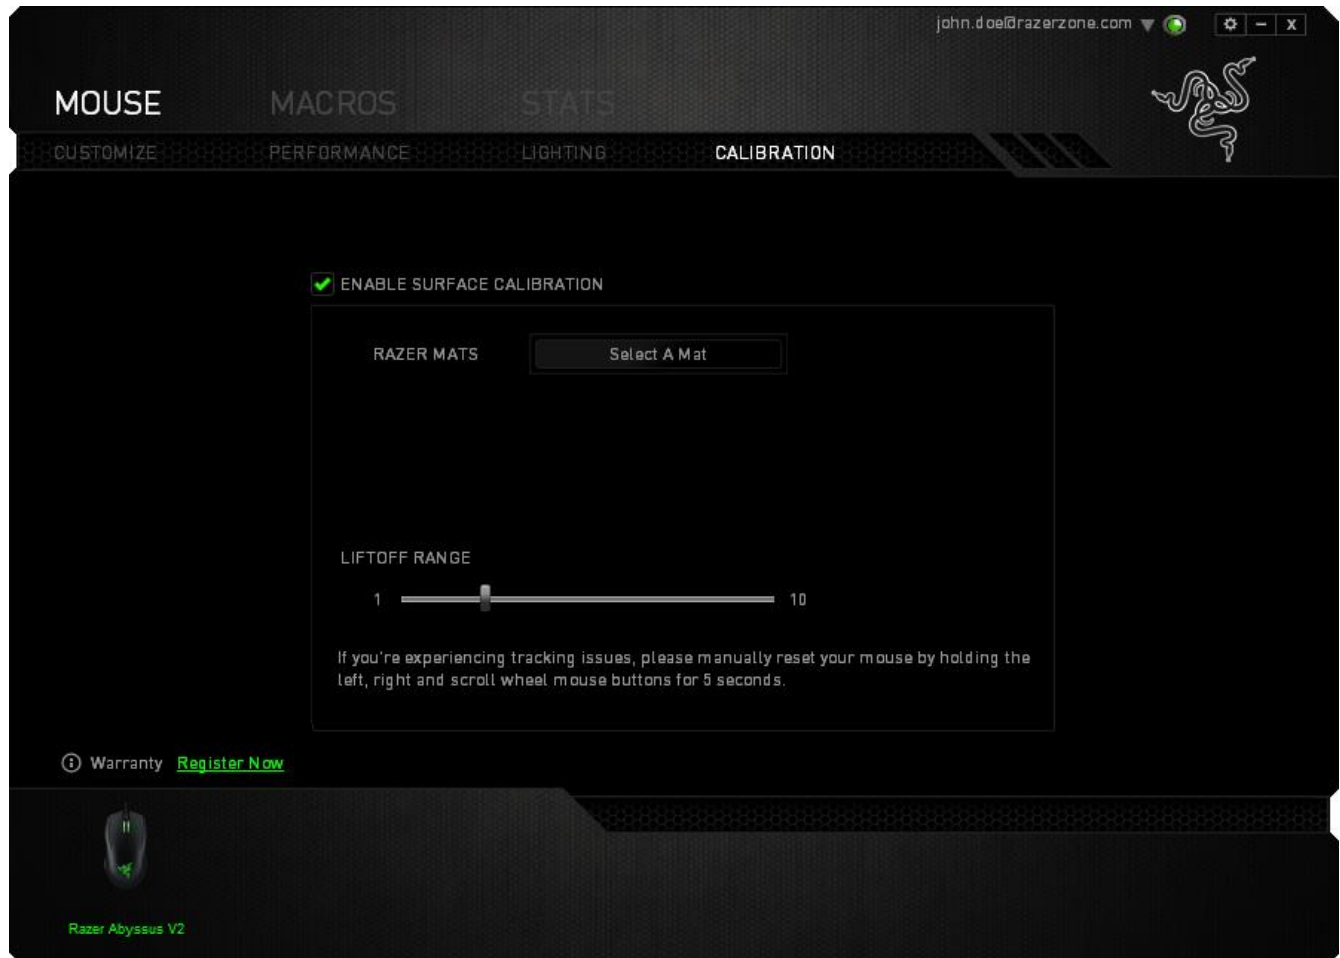 john.doe@razerzone.com
MOUSE MACROS STATS
CUSTOMIZE PERFORMANCE LIGHTING CALIBRATION
ENABLE SURFACE CALIBRATION
RAZER MATS Select A Mat
LIFTOFF RANGE
1 10
If you're experiencing tracking issues, please manually reset your mouse by holding the
left, right and scroll wheel mouse buttons for 5 seconds.
Warranty Register Now
Razer Abyssus V2